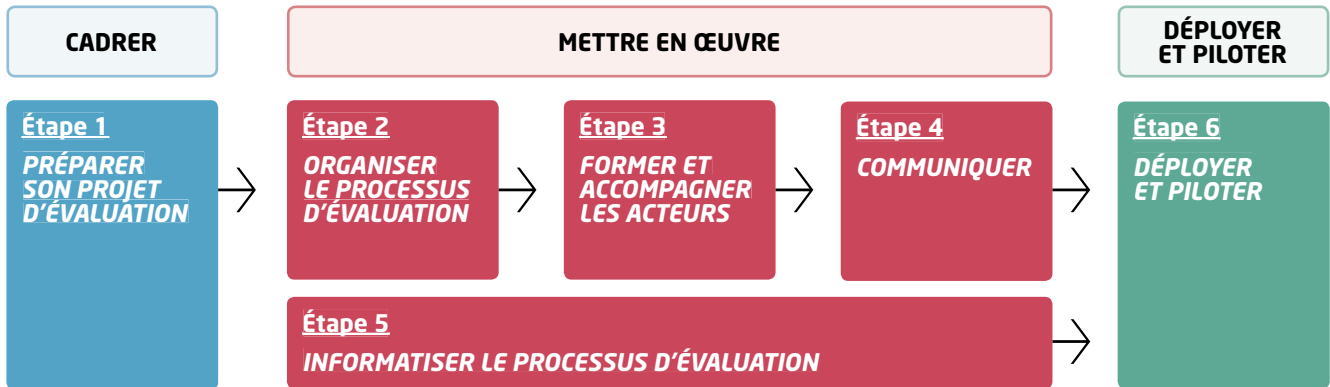 CADRER
METTRE EN ŒUVRE
DÉPLOYER
ET PILOTER
Étape 1
PRÉPARER
SON PROJET
D’ÉVALUATION
Étape 2
ORGANISER
LE PROCESSUS
D’ÉVALUATION
Étape 3
FORMER ET
ACCOMPAGNER
LES ACTEURS
Étape 4
COMMUNIQUER
Étape 5
INFORMATISER LE PROCESSUS D’ÉVALUATION
Étape 6
DÉPLOYER
ET PILOTER